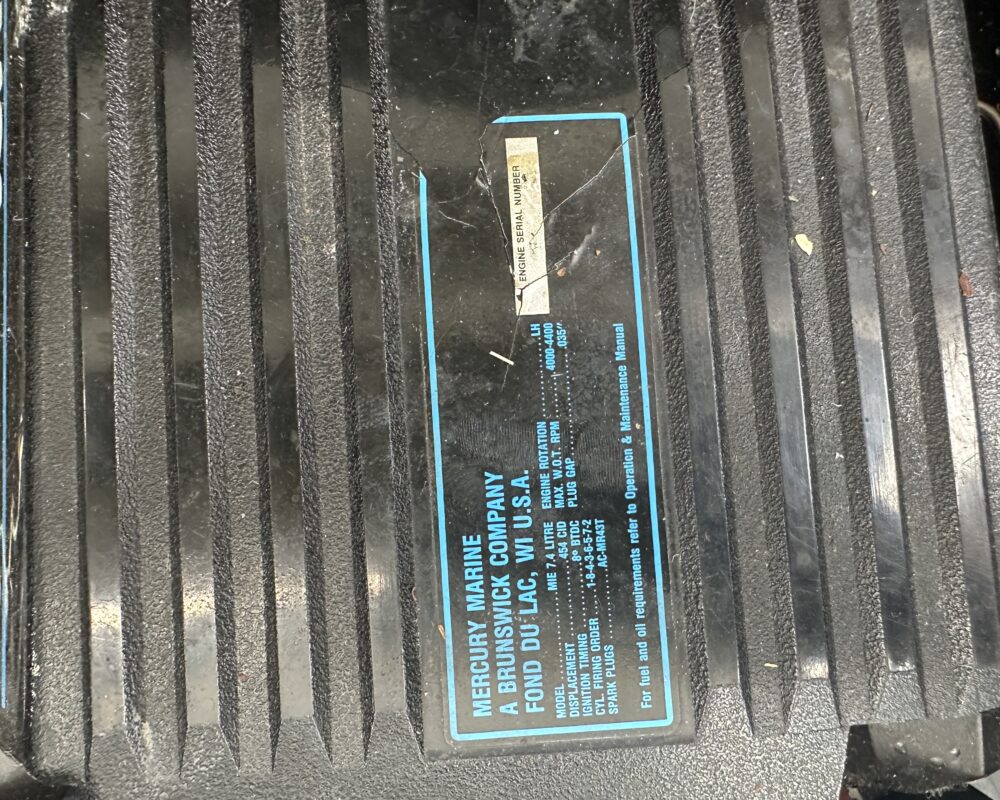 MERCURY MARINE
A BRUNSWICK COMPANY
FOND DU LAC, WI U.S.A.
ENGINE SERIAL NUMBER
MODEL............MIE 7.4 LITRE
DISPLACEMENT............454 CID
IGNITION TIMING............8° BTDC
CYL. FIRING ORDER......1-8-4-3-6-5-7-2
SPARK PLUGS............AC-MR43T
ENGINE ROTATION............LH
MAX. W.O.T. RPM......4000-4400
PLUG GAP............035"
For fuel and oil requirements refer to Operation & Maintenance Manual